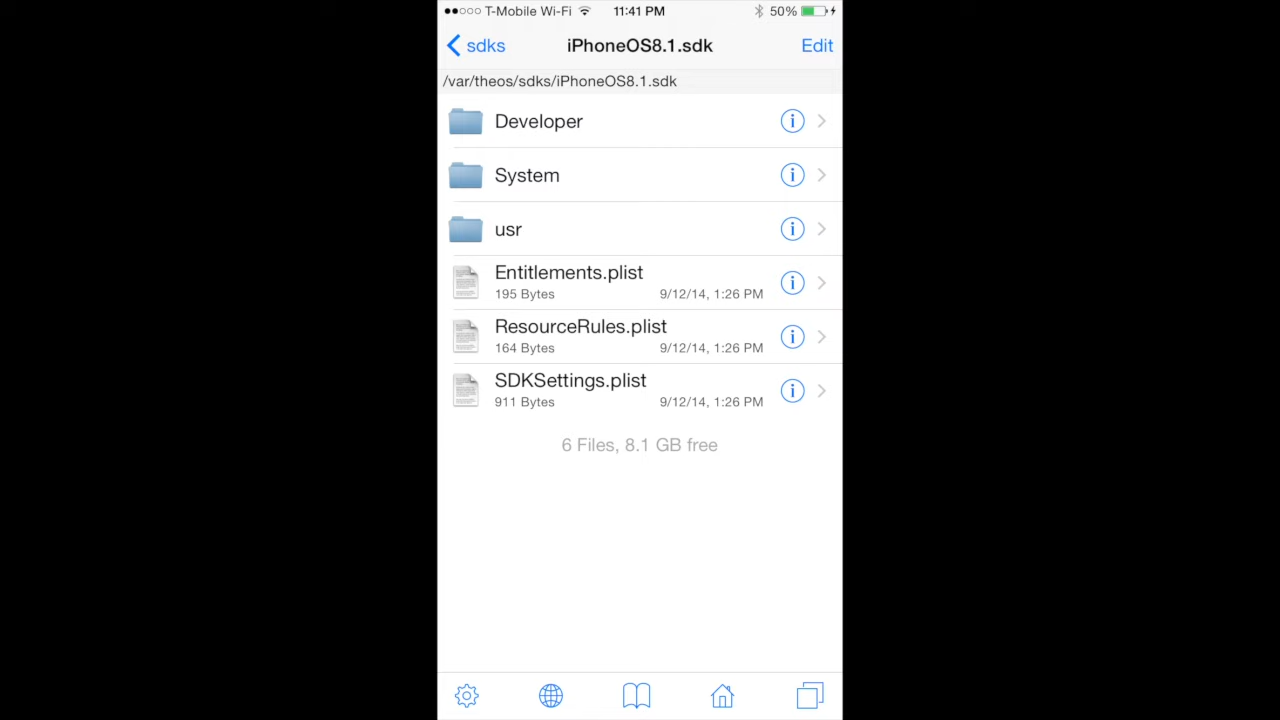 T-Mobile Wi-Fi 11:41 PM 50%
sdks iPhoneOS8.1.sdk Edit
/var/theos/sdks/iPhoneOS8.1.sdk
Developer
System
usr
Entitlements.plist
195 Bytes 9/12/14, 1:26 PM
ResourceRules.plist
164 Bytes 9/12/14, 1:26 PM
SDKSettings.plist
911 Bytes 9/12/14, 1:26 PM
6 Files, 8.1 GB free